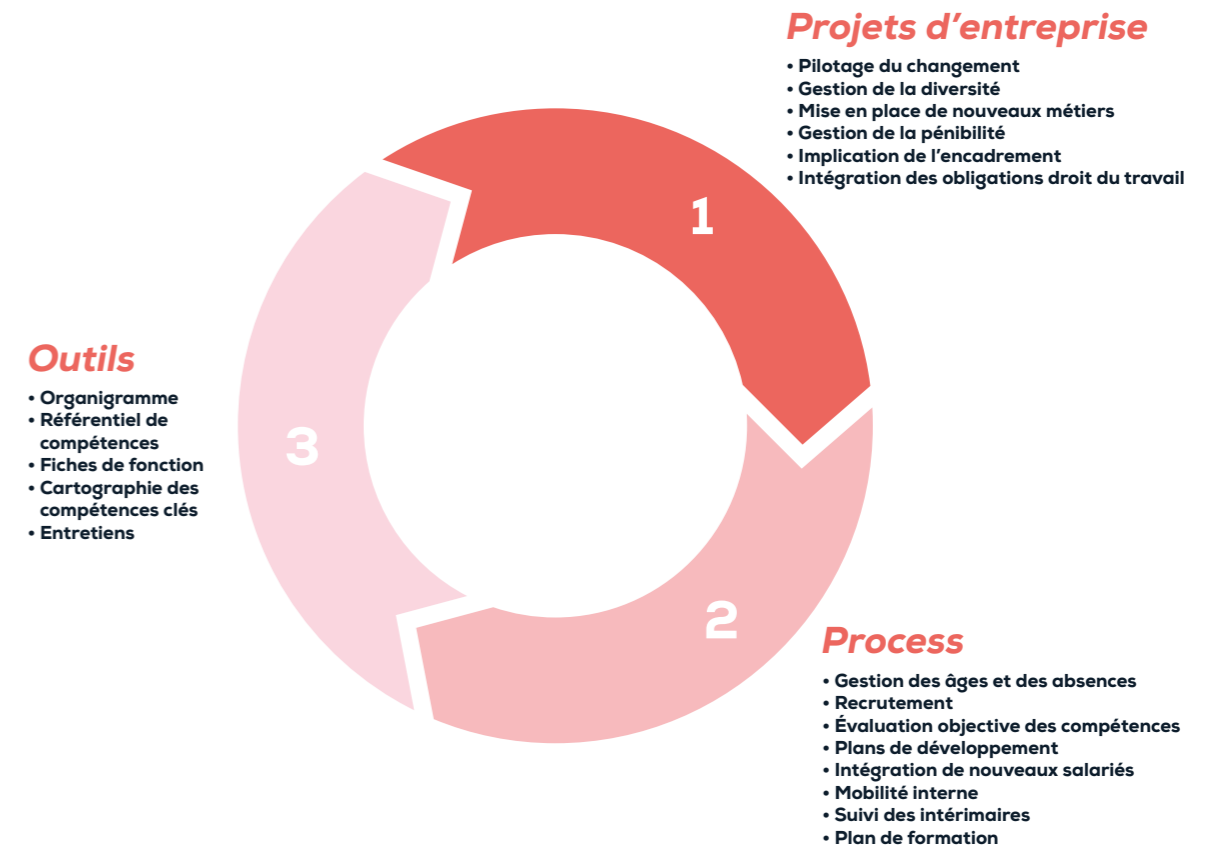 Projets d’entreprise
• Pilotage du changement
• Gestion de la diversité
• Mise en place de nouveaux métiers
• Gestion de la pénibilité
• Implication de l’encadrement
• Intégration des obligations droit du travail
1
2
Process
• Gestion des âges et des absences
• Recrutement
• Évaluation objective des compétences
• Plans de développement
• Intégration de nouveaux salariés
• Mobilité interne
• Suivi des intérimaires
• Plan de formation
3
Outils
• Organigramme
• Référentiel de
compétences
• Fiches de fonction
• Cartographie des
compétences clés
• Entretiens